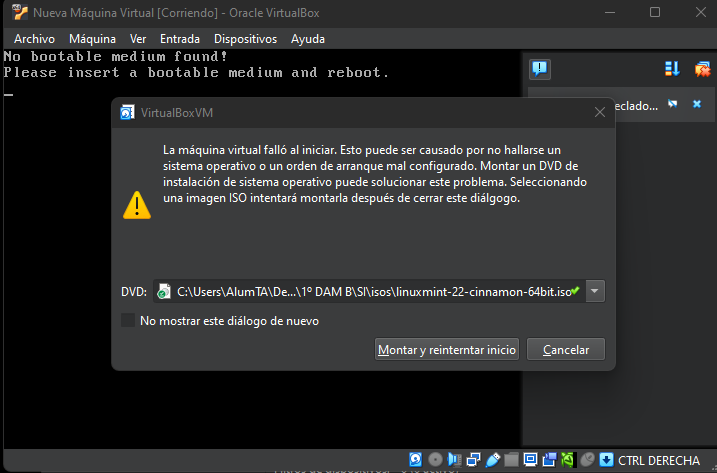 Nueva Máquina Virtual [Corriendo] - Oracle VirtualBox
Archivo Máquina Ver Entrada Dispositivos Ayuda
No bootable medium found!
Please insert a bootable medium and reboot.
_
eclado...
VirtualBoxVM
La máquina virtual falló al iniciar. Esto puede ser causado por no hallarse un
sistema operativo o un orden de arranque mal configurado. Montar un DVD de
instalación de sistema operativo puede solucionar este problema. Seleccionando
una imagen ISO intentará montarla después de cerrar este diálgogo.
DVD: C:\Users\AlumTA\De...\1º DAM B\SI\isos\linuxmint-22-cinnamon-64bit.iso
No mostrar este diálogo de nuevo
Montar y reinterntar inicio Cancelar
CTRL DERECHA